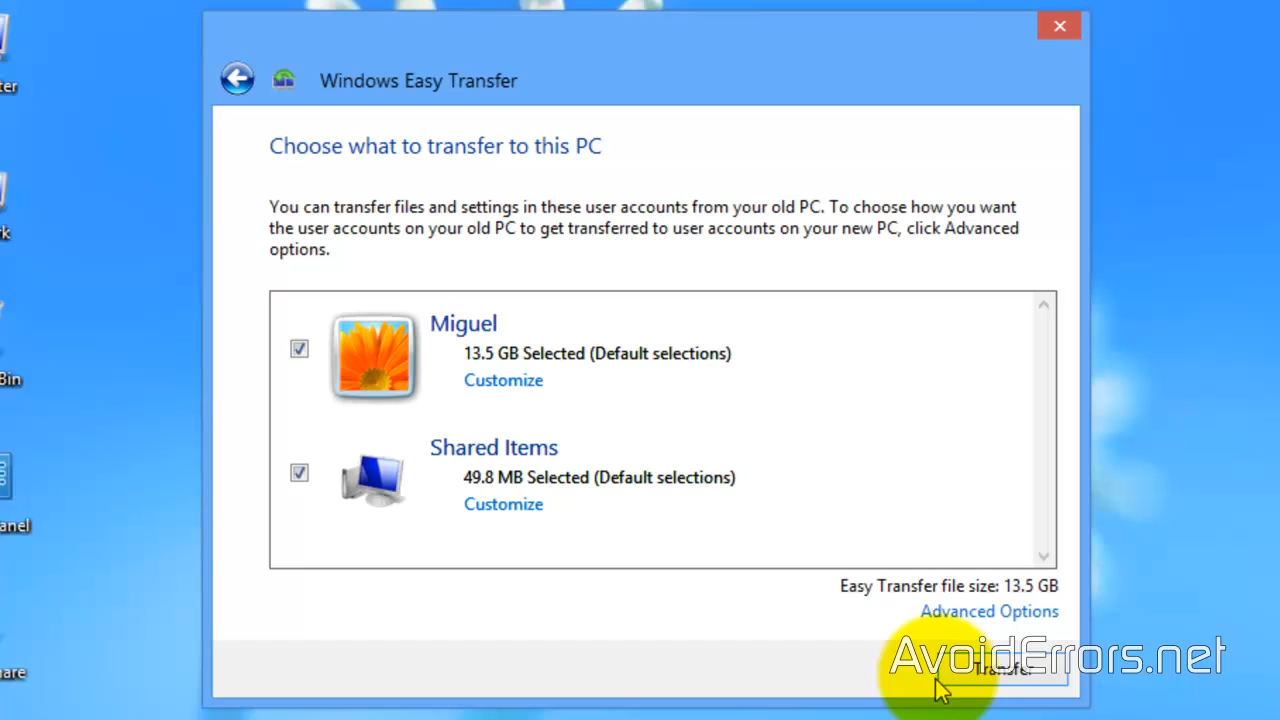 Windows Easy Transfer
ter
Choose what to transfer to this PC
You can transfer files and settings in these user accounts from your old PC. To choose how you want
the user accounts on your old PC to get transferred to user accounts on your new PC, click Advanced
options.
k
Miguel
13.5 GB Selected (Default selections)
Customize
Bin
Shared Items
49.8 MB Selected (Default selections)
Customize
anel
Easy Transfer file size: 13.5 GB
Advanced Options
AvoidErrors.net
Transfer
are